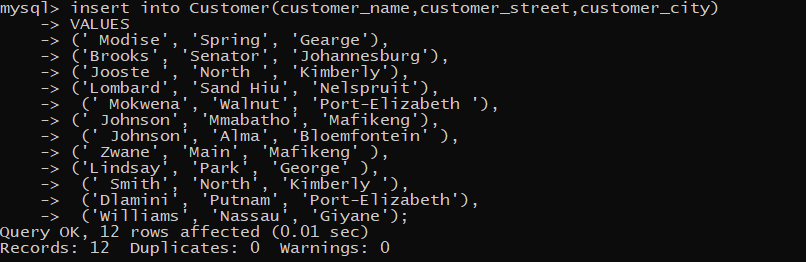 mysql> insert into Customer(customer_name,customer_street,customer_city)
    -> VALUES
    -> (' Modise', 'Spring', 'Gearge'),
    -> ('Brooks', 'Senator', 'Johannesburg'),
    -> ('Jooste ', 'North ', 'Kimberly'),
    -> ('Lombard', 'Sand Hiu', 'Nelspruit'),
    ->  (' Mokwena', 'Walnut', 'Port-Elizabeth '),
    -> (' Johnson', 'Mmabatho', 'Mafikeng'),
    ->  (' Johnson', 'Alma', 'Bloemfontein' ),
    -> (' Zwane', 'Main', 'Mafikeng' ),
    -> ('Lindsay', 'Park', 'George' ),
    ->  (' Smith', 'North', 'Kimberly '),
    ->  ('Dlamini', 'Putnam', 'Port-Elizabeth'),
    ->  ('Williams', 'Nassau', 'Giyane');
Query OK, 12 rows affected (0.01 sec)
Records: 12  Duplicates: 0  Warnings: 0